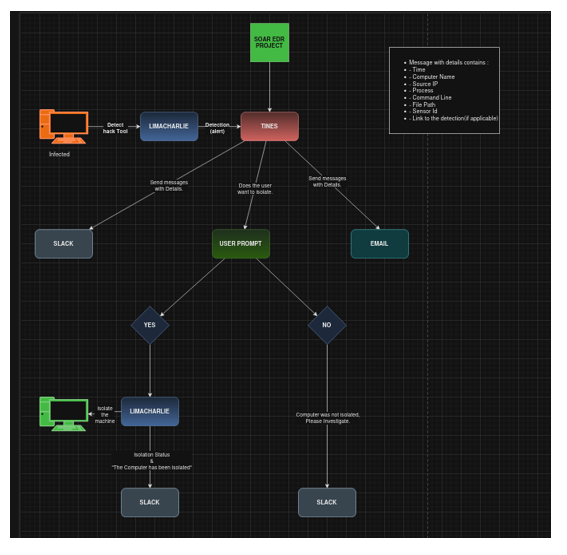 SOAR EDR
PROJECT
Message with details contains :
- Time
- Computer Name
- Source IP
- Process
- Command Line
- File Path
- Sensor Id
- Link to the detection(if applicable)
Detect
hack Tool
LIMACHARLIE
Detection
(alert)
TINES
Infected
Send messages
with Details.
Does the user
want to isolate.
Send messages
with Details.
SLACK
USER PROMPT
EMAIL
YES
NO
Isolate
the
machine
LIMACHARLIE
Computer was not isolated,
Please Investigate.
Isolation Status
&
"The Computer has been isolated"
SLACK
SLACK